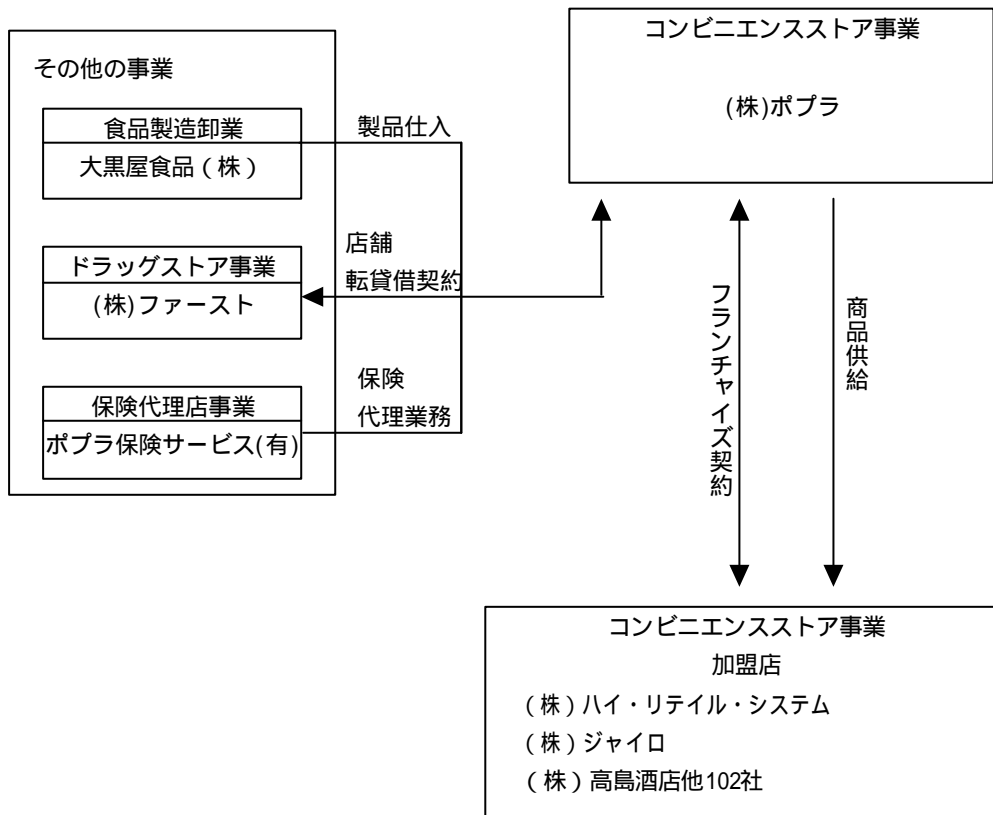 その他の事業
食品製造卸業
大黒屋食品（株）
製品仕入
ドラッグストア事業
(株)ファースト
店舗
転貸借契約
保険代理店事業
ポプラ保険サービス(有)
保険
代理業務
コンビニエンスストア事業
(株)ポプラ
フランチャイズ契約
商品供給
コンビニエンスストア事業
加盟店
（株）ハイ・リテイル・システム
（株）ジャイロ
（株）高島酒店他102社